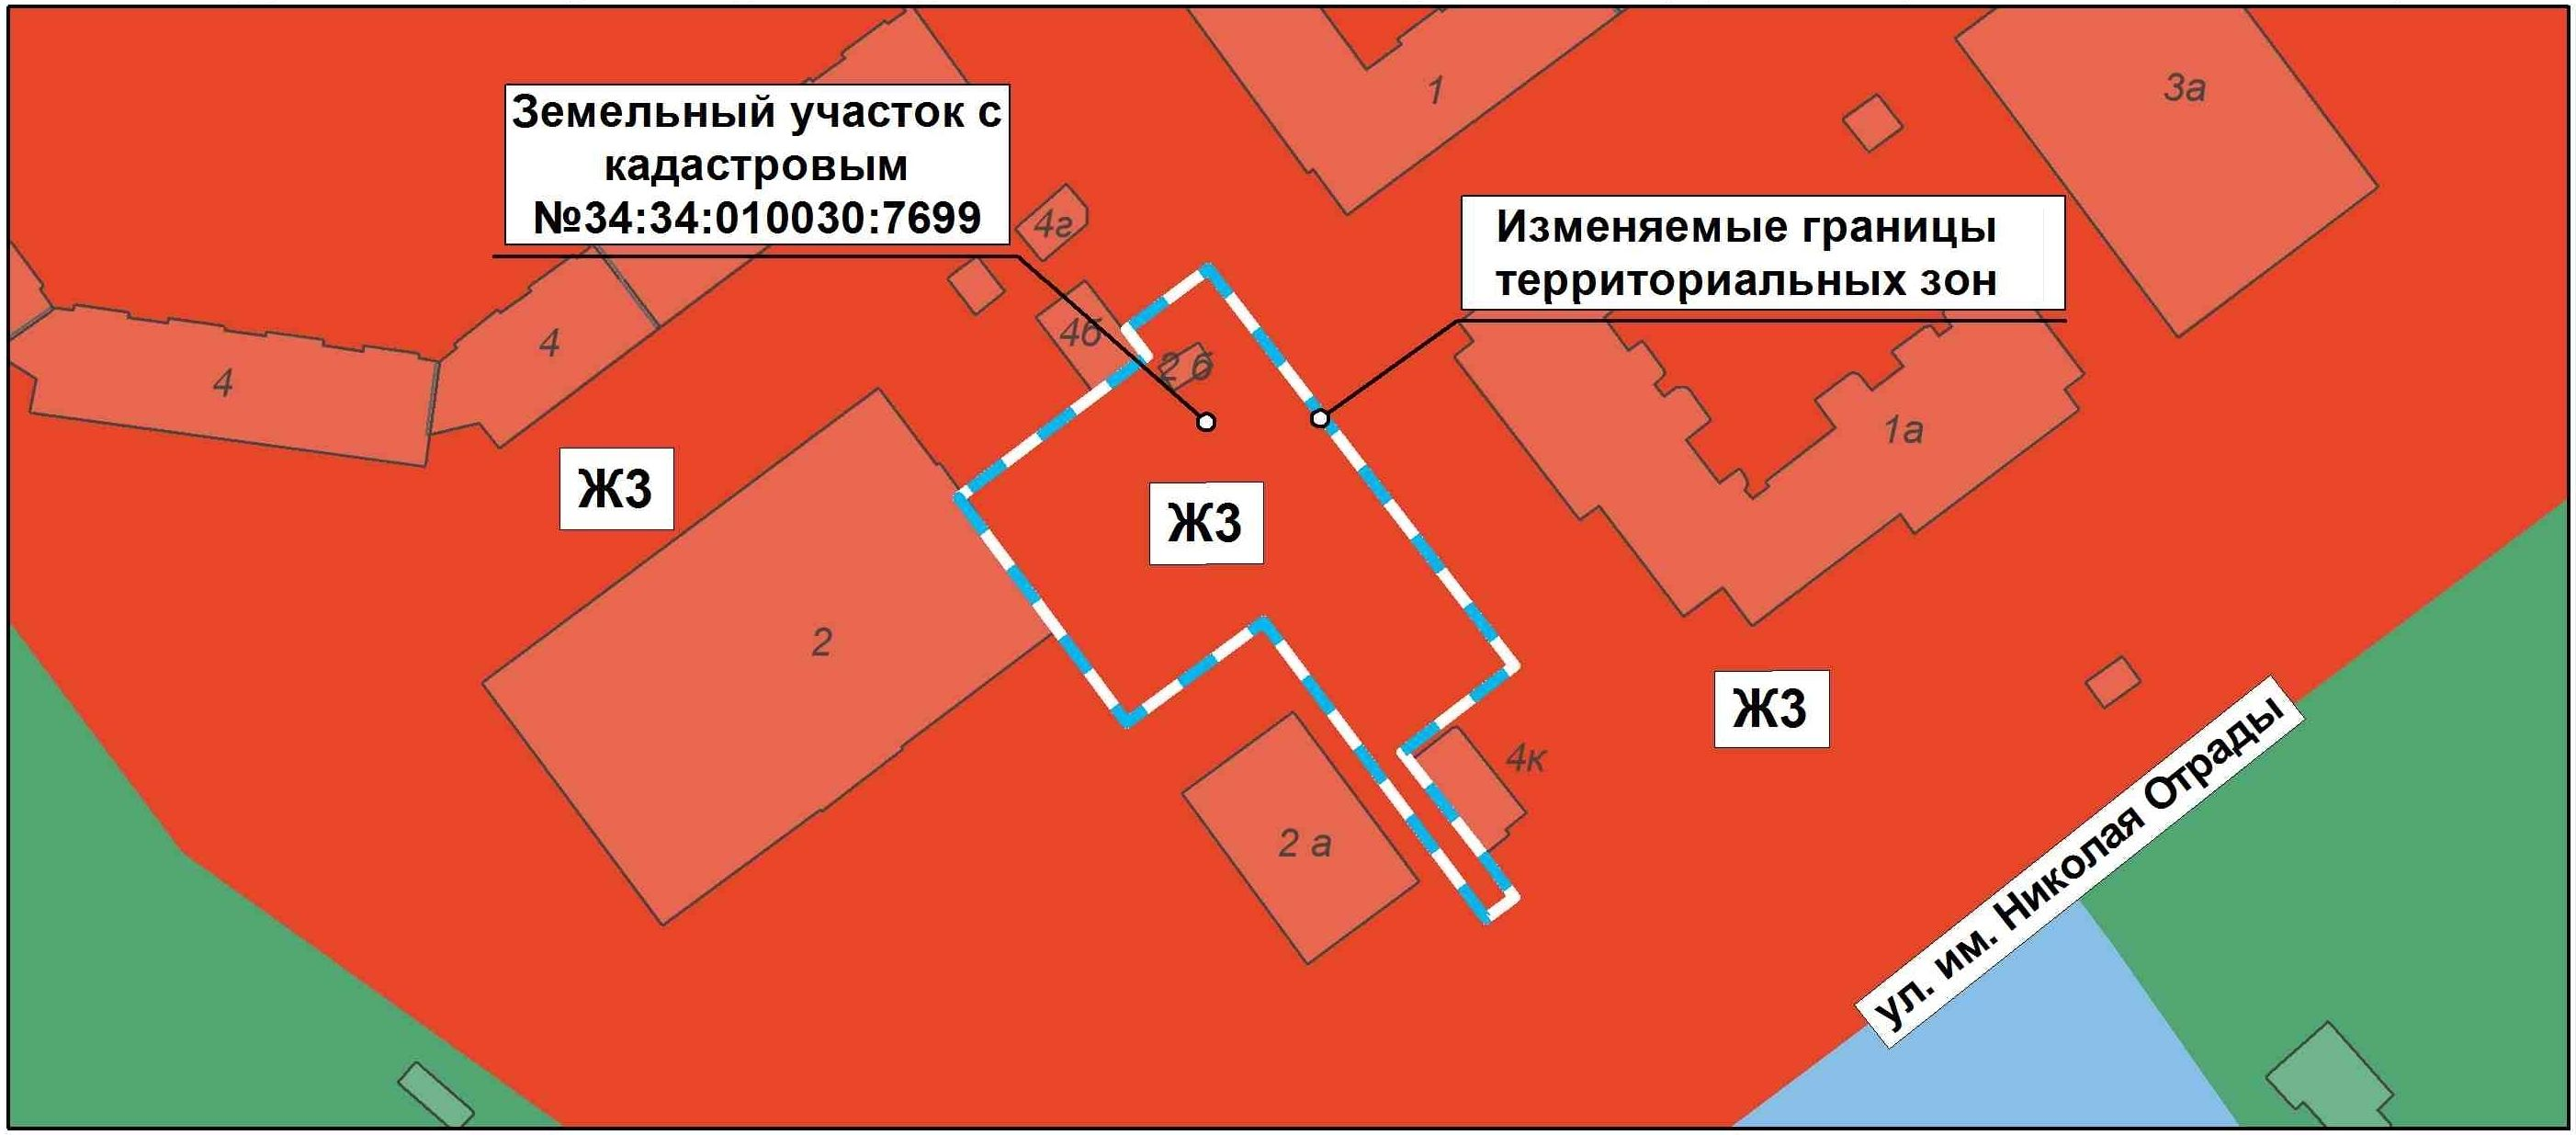 1
3а
Земельный участок с
кадастровым
№34:34:010030:7699
4г
Изменяемые границы
территориальных зон
4б
2 б
4
4
1а
Ж3
Ж3
2
Ж3
4к
2 а
ул. им. Николая Отрады